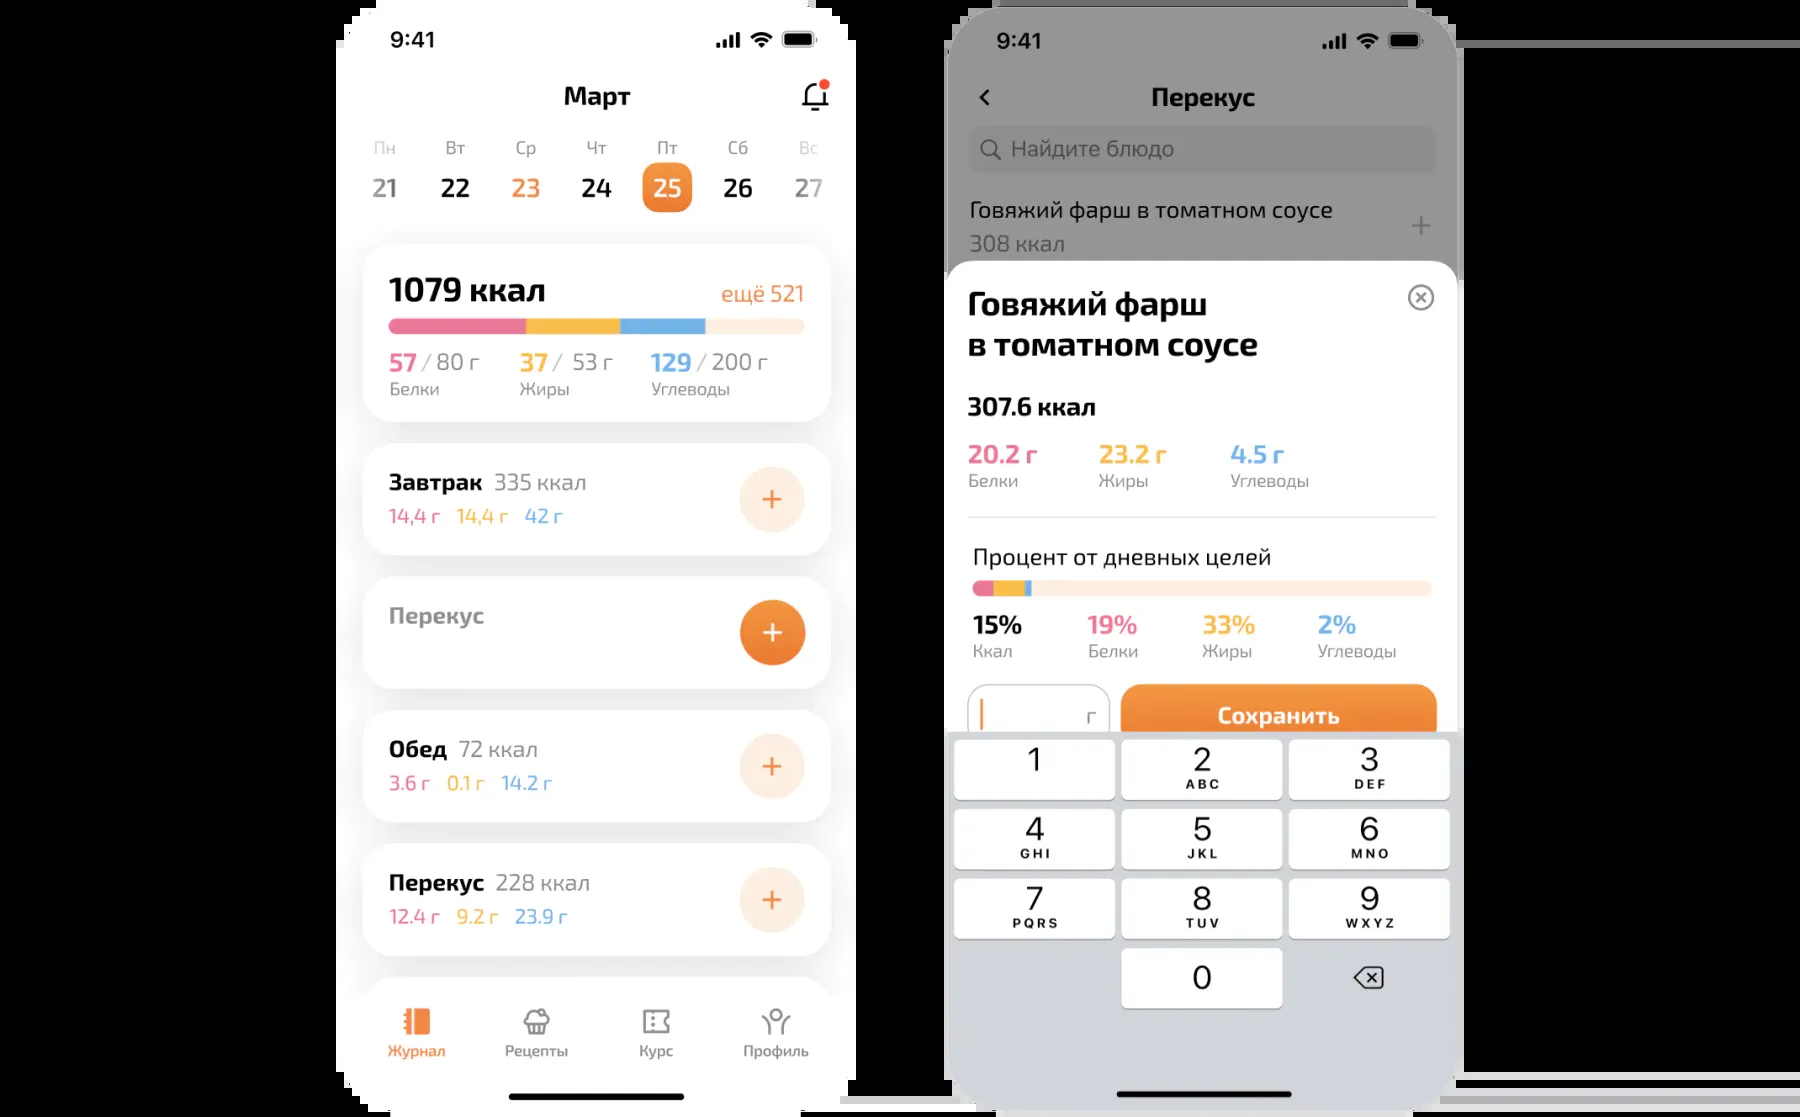 9:41
Март
Пн Вт Ср Чт Пт Сб Вс
21 22 23 24 25 26 27
1079 ккал ещё 521
57 / 80 г 37 / 53 г 129 / 200 г
Белки Жиры Углеводы
Завтрак 335 ккал
14,4 г 14,4 г 42 г
Перекус
Обед 72 ккал
3.6 г 0.1 г 14.2 г
Перекус 228 ккал
12.4 г 9.2 г 23.9 г
Журнал Рецепты Курс Профиль
9:41
Перекус
Найдите блюдо
Говяжий фарш в томатном соусе
308 ккал
Говяжий фарш
в томатном соусе
307.6 ккал
20.2 г 23.2 г 4.5 г
Белки Жиры Углеводы
Процент от дневных целей
15% 19% 33% 2%
Ккал Белки Жиры Углеводы
г Сохранить
1 2 3
ABC DEF
4 5 6
GHI JKL MNO
7 8 9
PQRS TUV WXYZ
0